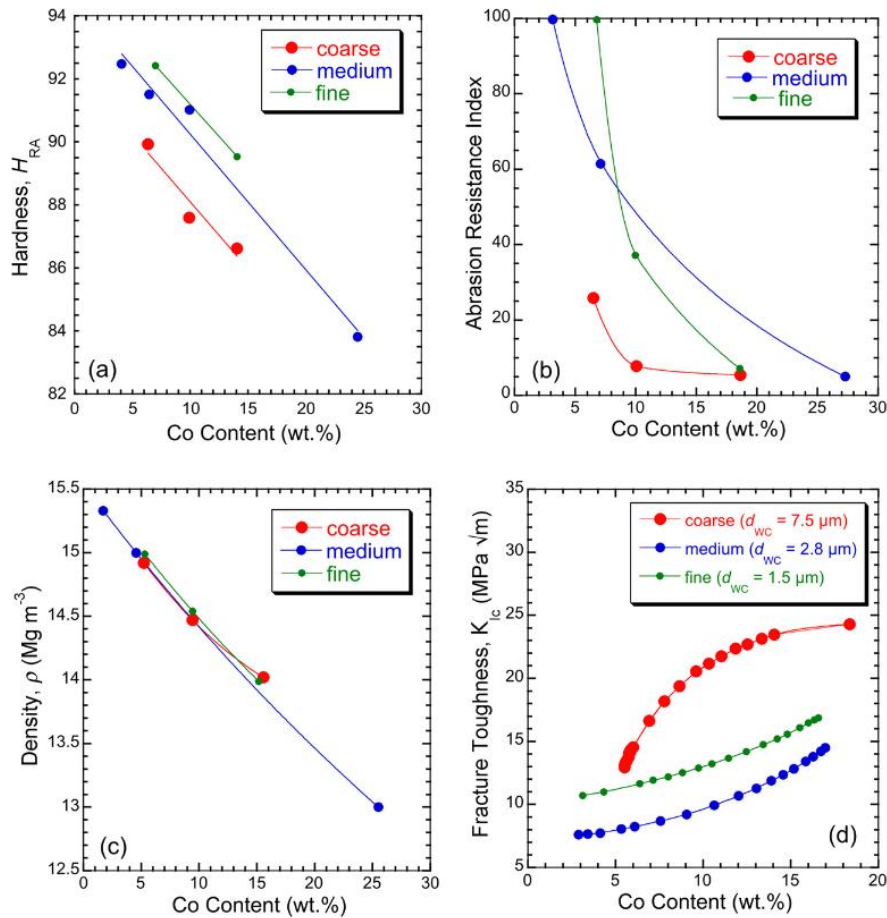 94
92
90
88
86
84
82
Hardness, H_RA
coarse
medium
fine
(a)
0 5 10 15 20 25 30
Co Content (wt.%)
100
80
60
40
20
0
Abrasion Resistance Index
coarse
medium
fine
(b)
0 5 10 15 20 25 30
Co Content (wt.%)
15.5
15
14.5
14
13.5
13
12.5
Density, ρ (Mg m⁻³)
coarse
medium
fine
(c)
0 5 10 15 20 25 30
Co Content (wt.%)
35
30
25
20
15
10
5
Fracture Toughness, K_Ic (MPa √m)
coarse (d_WC = 7.5 µm)
medium (d_WC = 2.8 µm)
fine (d_WC = 1.5 µm)
(d)
0 5 10 15 20
Co Content (wt.%)